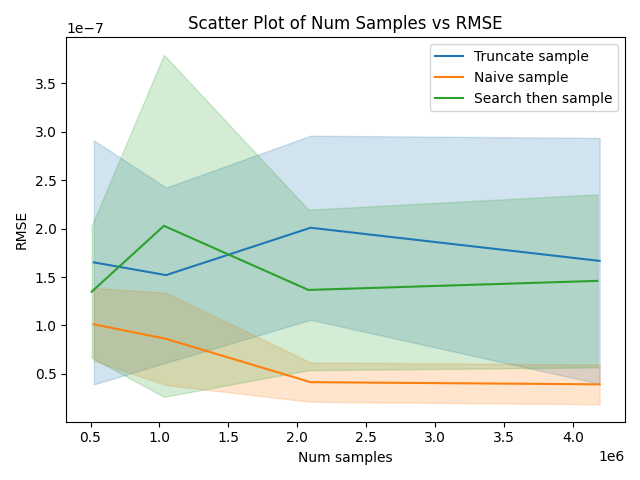 Scatter Plot of Num Samples vs RMSE
1e−7
Truncate sample
Naive sample
Search then sample
3.5
3.0
2.5
2.0
1.5
1.0
0.5
RMSE
0.5 1.0 1.5 2.0 2.5 3.0 3.5 4.0
Num samples
1e6